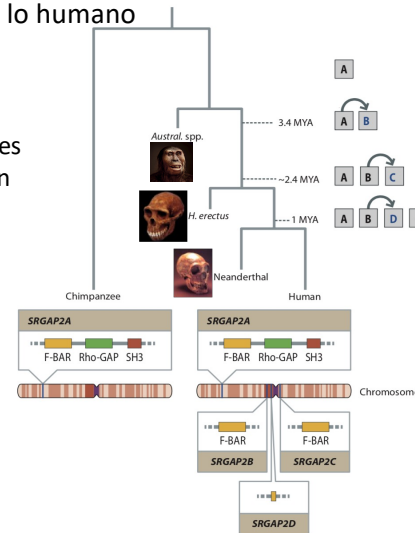 lo humano
es
n
A
3.4 MYA
A B
Austral. spp.
~2.4 MYA
A B C
H. erectus
1 MYA
A B D
Neanderthal
Chimpanzee
Human
SRGAP2A
F-BAR Rho-GAP SH3
SRGAP2A
F-BAR Rho-GAP SH3
Chromosome
F-BAR
SRGAP2B
F-BAR
SRGAP2C
SRGAP2D